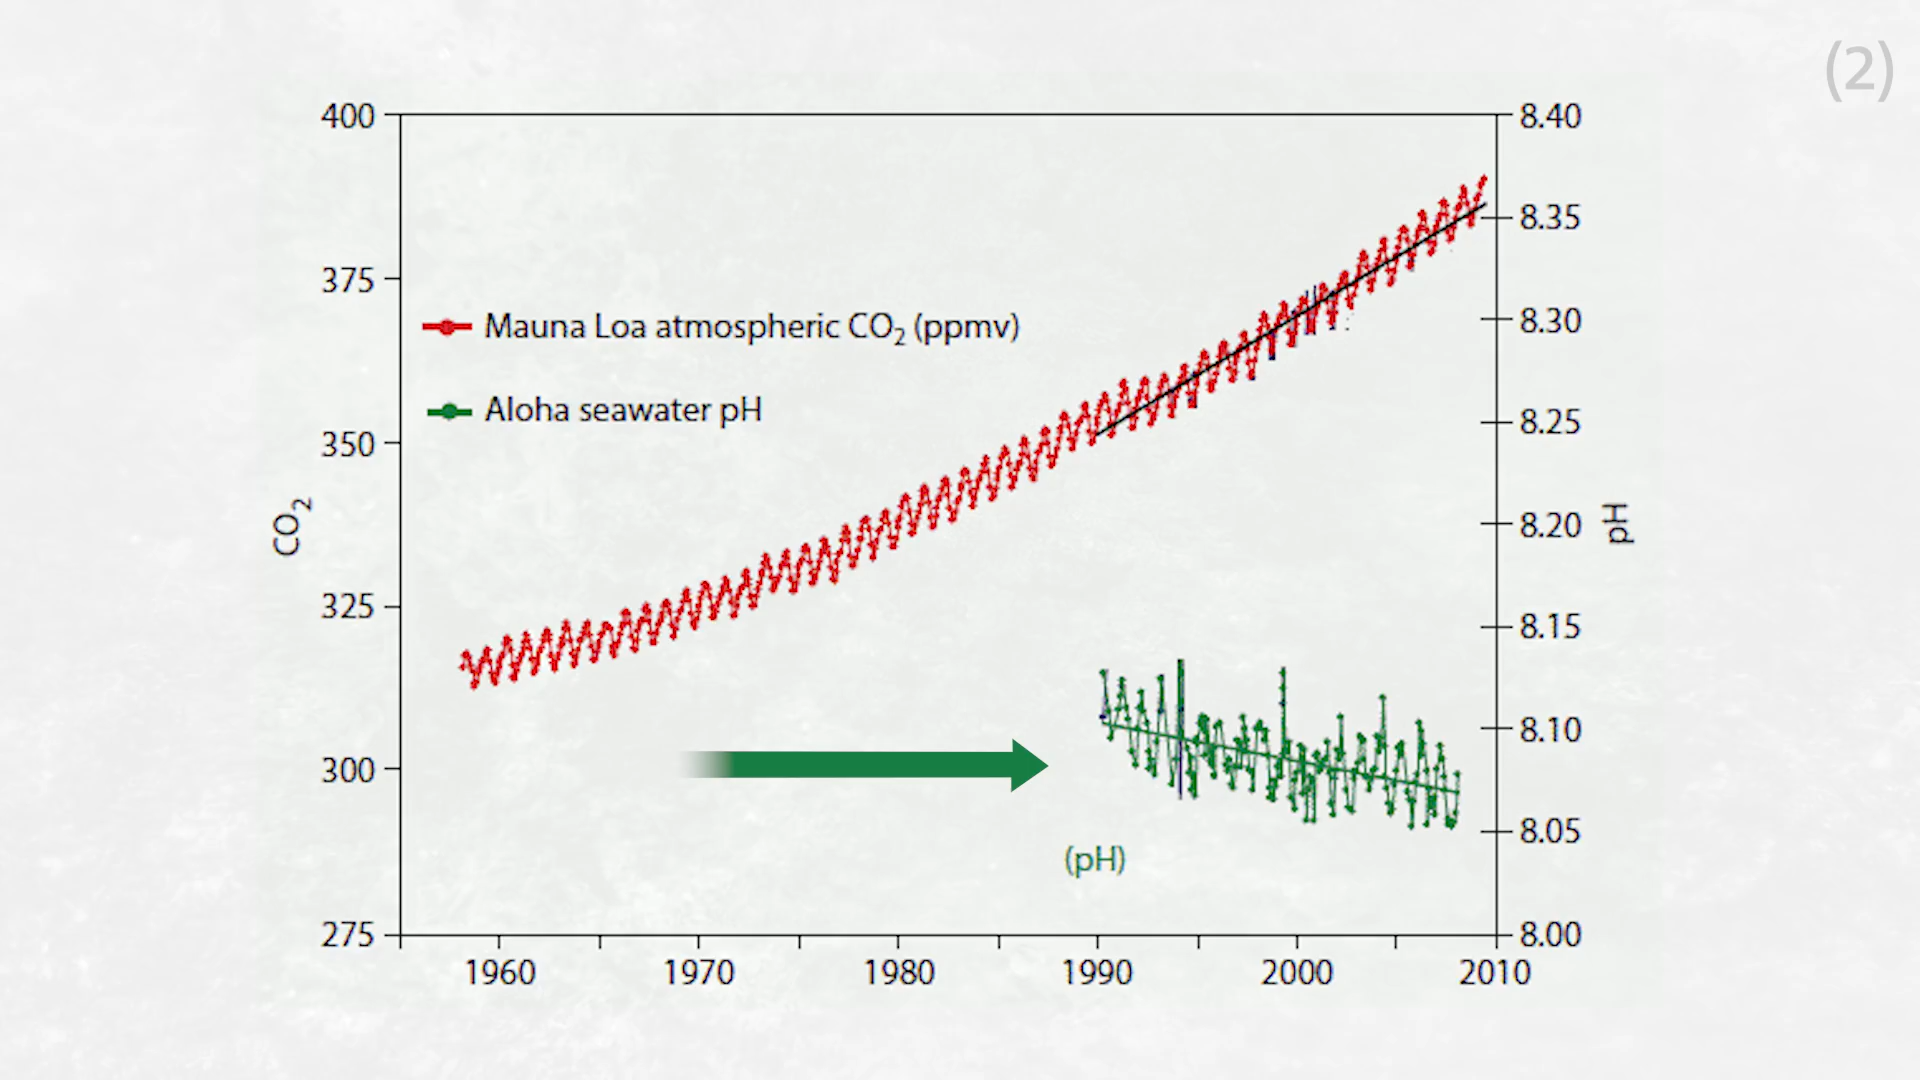 (2)
400
375
350
325
300
275
CO₂
Mauna Loa atmospheric CO₂ (ppmv)
Aloha seawater pH
(pH)
8.40
8.35
8.30
8.25
8.20
8.15
8.10
8.05
8.00
pH
1960 1970 1980 1990 2000 2010